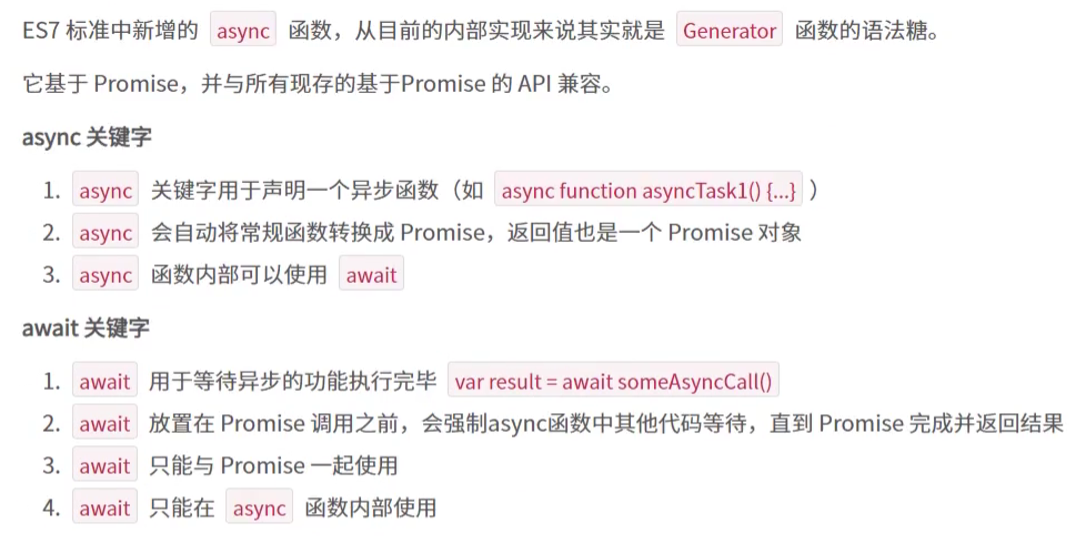 ES7 标准中新增的 async 函数，从目前的内部实现来说其实就是 Generator 函数的语法糖。
它基于 Promise，并与所有现存的基于Promise 的 API 兼容。
async 关键字
1. async 关键字用于声明一个异步函数（如 async function asyncTask1() {...} ）
2. async 会自动将常规函数转换成 Promise，返回值也是一个 Promise 对象
3. async 函数内部可以使用 await
await 关键字
1. await 用于等待异步的功能执行完毕 var result = await someAsyncCall()
2. await 放置在 Promise 调用之前，会强制async函数中其他代码等待，直到 Promise 完成并返回结果
3. await 只能与 Promise 一起使用
4. await 只能在 async 函数内部使用